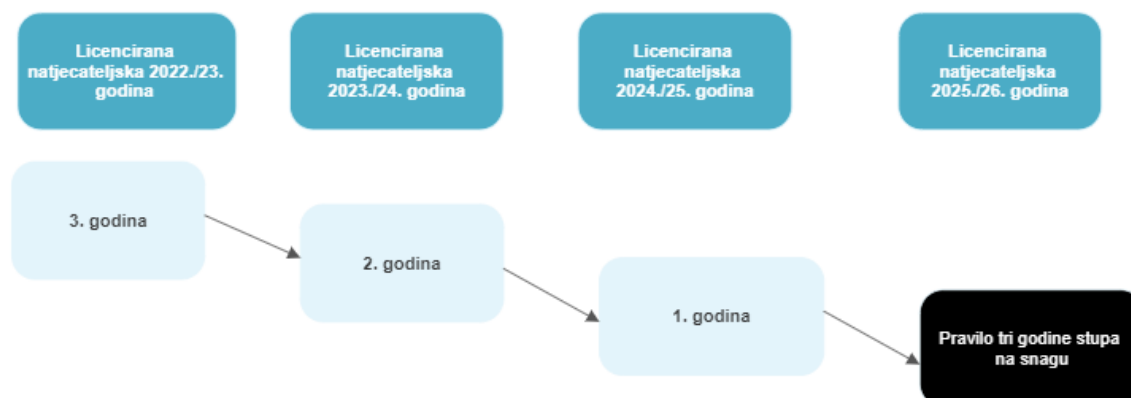 Licencirana
natjecateljska 2022./23.
godina
Licencirana
natjecateljska
2023./24. godina
Licencirana
natjecateljska
2024./25. godina
Licencirana
natjecateljska
2025./26. godina
3. godina
2. godina
1. godina
Pravilo tri godine stupa
na snagu